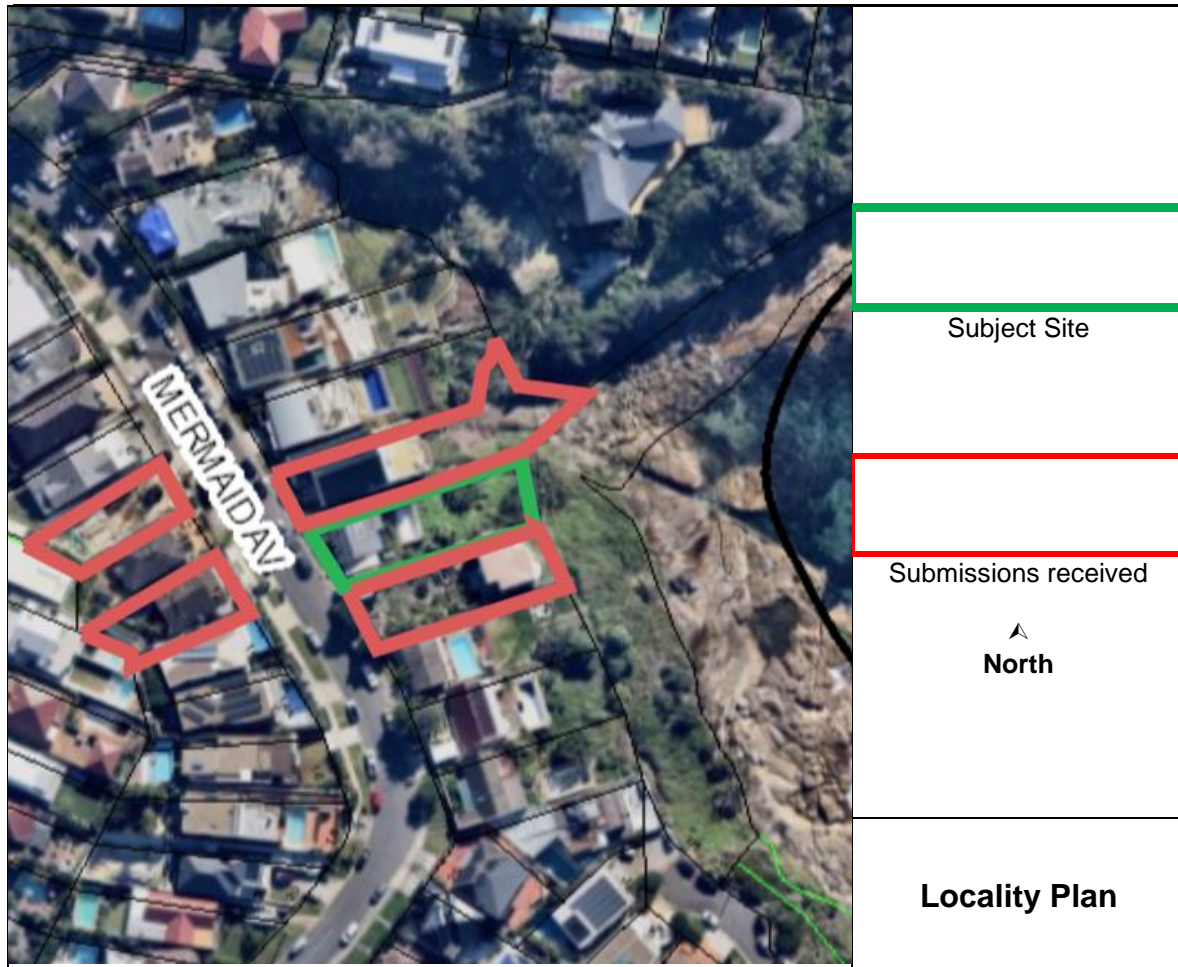 MERMAID AV
Subject Site
Submissions received
North
Locality Plan